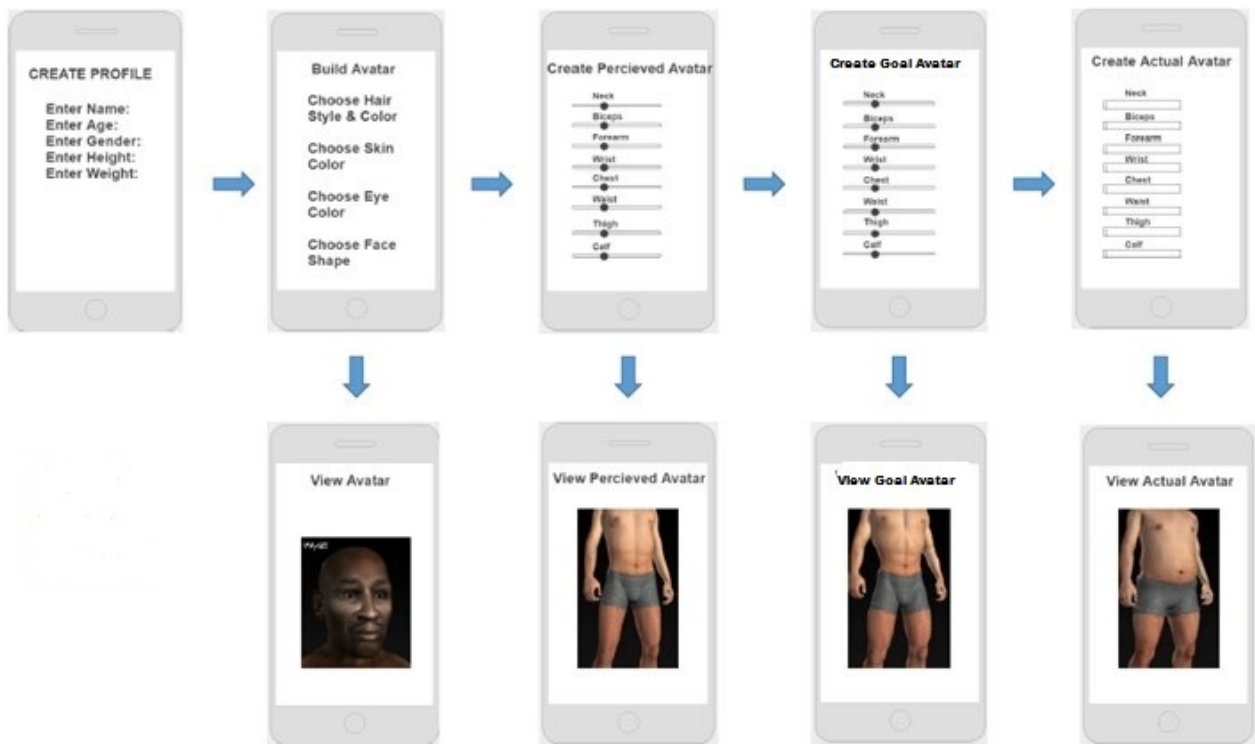 CREATE PROFILE
Enter Name:
Enter Age:
Enter Gender:
Enter Height:
Enter Weight:
Build Avatar
Choose Hair
Style & Color
Choose Skin
Color
Choose Eye
Color
Choose Face
Shape
Create Percieved Avatar
Neck
Biceps
Forearm
Wrist
Chest
Waist
Thigh
Calf
Create Goal Avatar
Neck
Biceps
Forearm
Wrist
Chest
Waist
Thigh
Calf
Create Actual Avatar
Neck
Biceps
Forearm
Wrist
Chest
Waist
Thigh
Calf
View Avatar
View Percieved Avatar
View Goal Avatar
View Actual Avatar